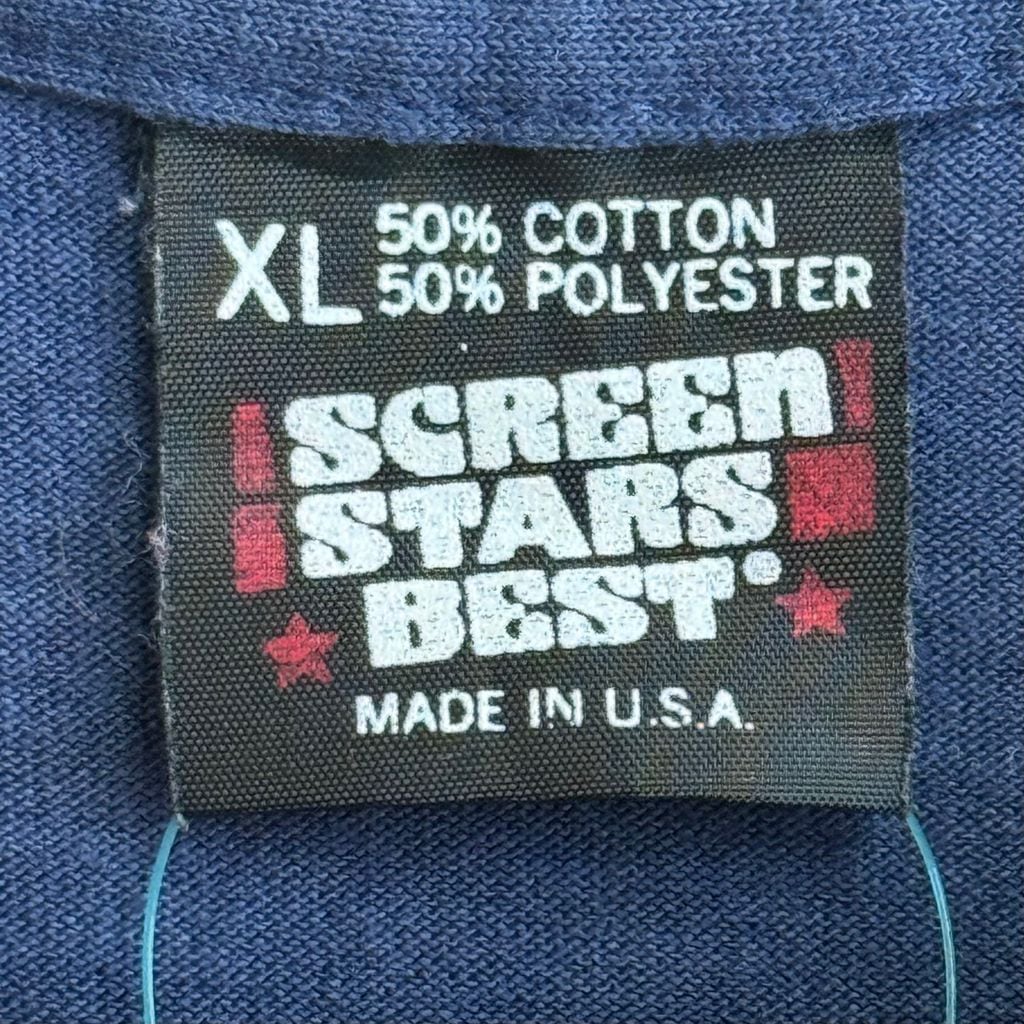 XL 50% COTTON
50% POLYESTER
SCREEN
STARS
BEST®
MADE IN U.S.A.